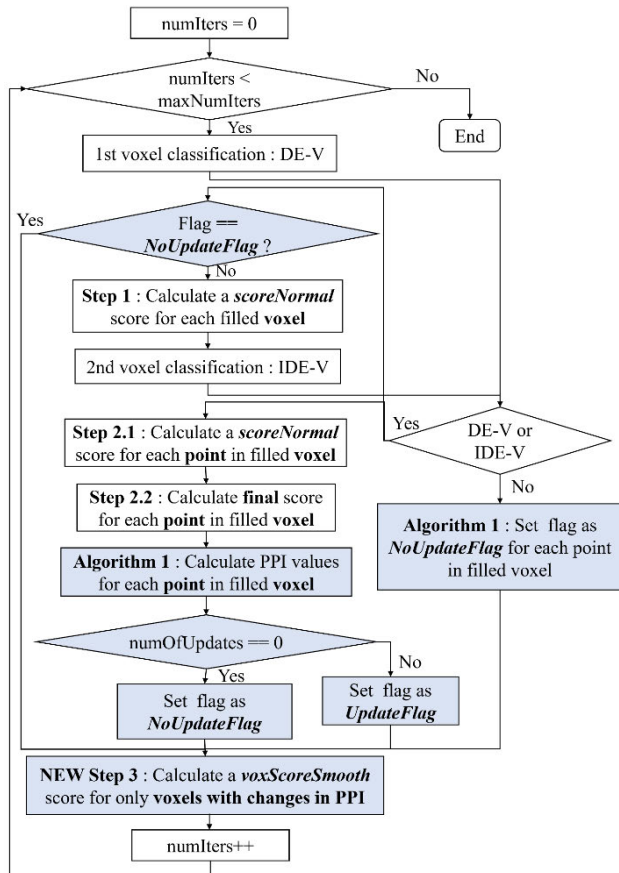 numIters = 0
numIters <
maxNumIters
No
End
Yes
1st voxel classification : DE-V
Yes
Flag ==
NoUpdateFlag ?
No
Step 1 : Calculate a scoreNormal
score for each filled voxel
2nd voxel classification : IDE-V
Yes
DE-V or
IDE-V
Step 2.1 : Calculate a scoreNormal
score for each point in filled voxel
No
Step 2.2 : Calculate final score
for each point in filled voxel
Algorithm 1 : Set flag as
NoUpdateFlag for each point
in filled voxel
Algorithm 1 : Calculate PPI values
for each point in filled voxel
numOfUpdates == 0
No
Yes
Set flag as
NoUpdateFlag
Set flag as
UpdateFlag
NEW Step 3 : Calculate a voxScoreSmooth
score for only voxels with changes in PPI
numIters++